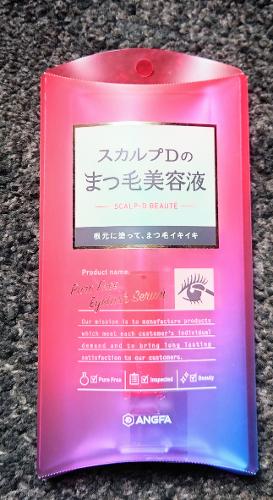 スカルプDの
まつ毛美容液
SCALP-D BEAUTÉ
根元に塗って、まつ毛イキイキ
Product name:
Pure Free
Eyelash Serum
Our mission is to manufacture products
which meet each customer's individual
demand and to bring long lasting
satisfaction to our customers.
Pure Free Inspected Beauty
ANGFA